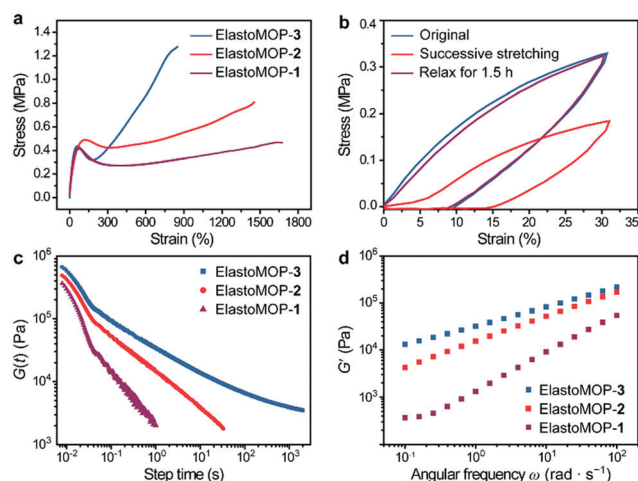 a
ElastoMOP-3
ElastoMOP-2
ElastoMOP-1
Stress (MPa)
1.4
1.2
1.0
0.8
0.6
0.4
0.2
0.0
0 300 600 900 1200 1500 1800
Strain (%)
b
Original
Successive stretching
Relax for 1.5 h
Stress (MPa)
0.4
0.3
0.2
0.1
0.0
0 5 10 15 20 25 30 35
Strain (%)
c
ElastoMOP-3
ElastoMOP-2
ElastoMOP-1
G(t) (Pa)
10⁶
10⁵
10⁴
10³
10⁻² 10⁻¹ 10⁰ 10¹ 10² 10³
Step time (s)
d
G′ (Pa)
10⁶
10⁵
10⁴
10³
10²
ElastoMOP-3
ElastoMOP-2
ElastoMOP-1
10⁻¹ 10⁰ 10¹ 10²
Angular frequency ω (rad · s⁻¹)